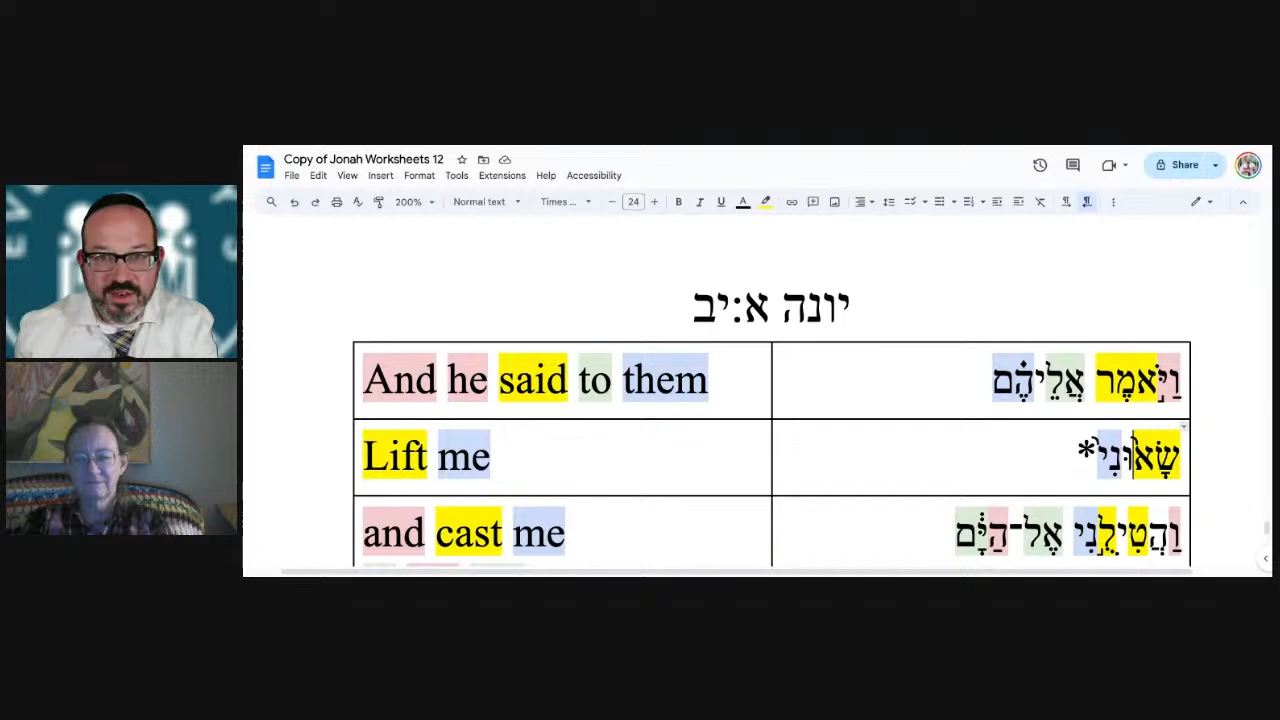 Copy of Jonah Worksheets 12
File Edit View Insert Format Tools Extensions Help Accessibility
Share
200% Normal text Times ... 24 B I U A
יונה א:יב
And he said to them
וַיֹּ֣אמֶר אֲלֵיהֶ֗ם
Lift me
שָׂא֙וּנִי֙*
and cast me
וַהֲטִילֻ֣נִי אֶל־הַיָּ֔ם